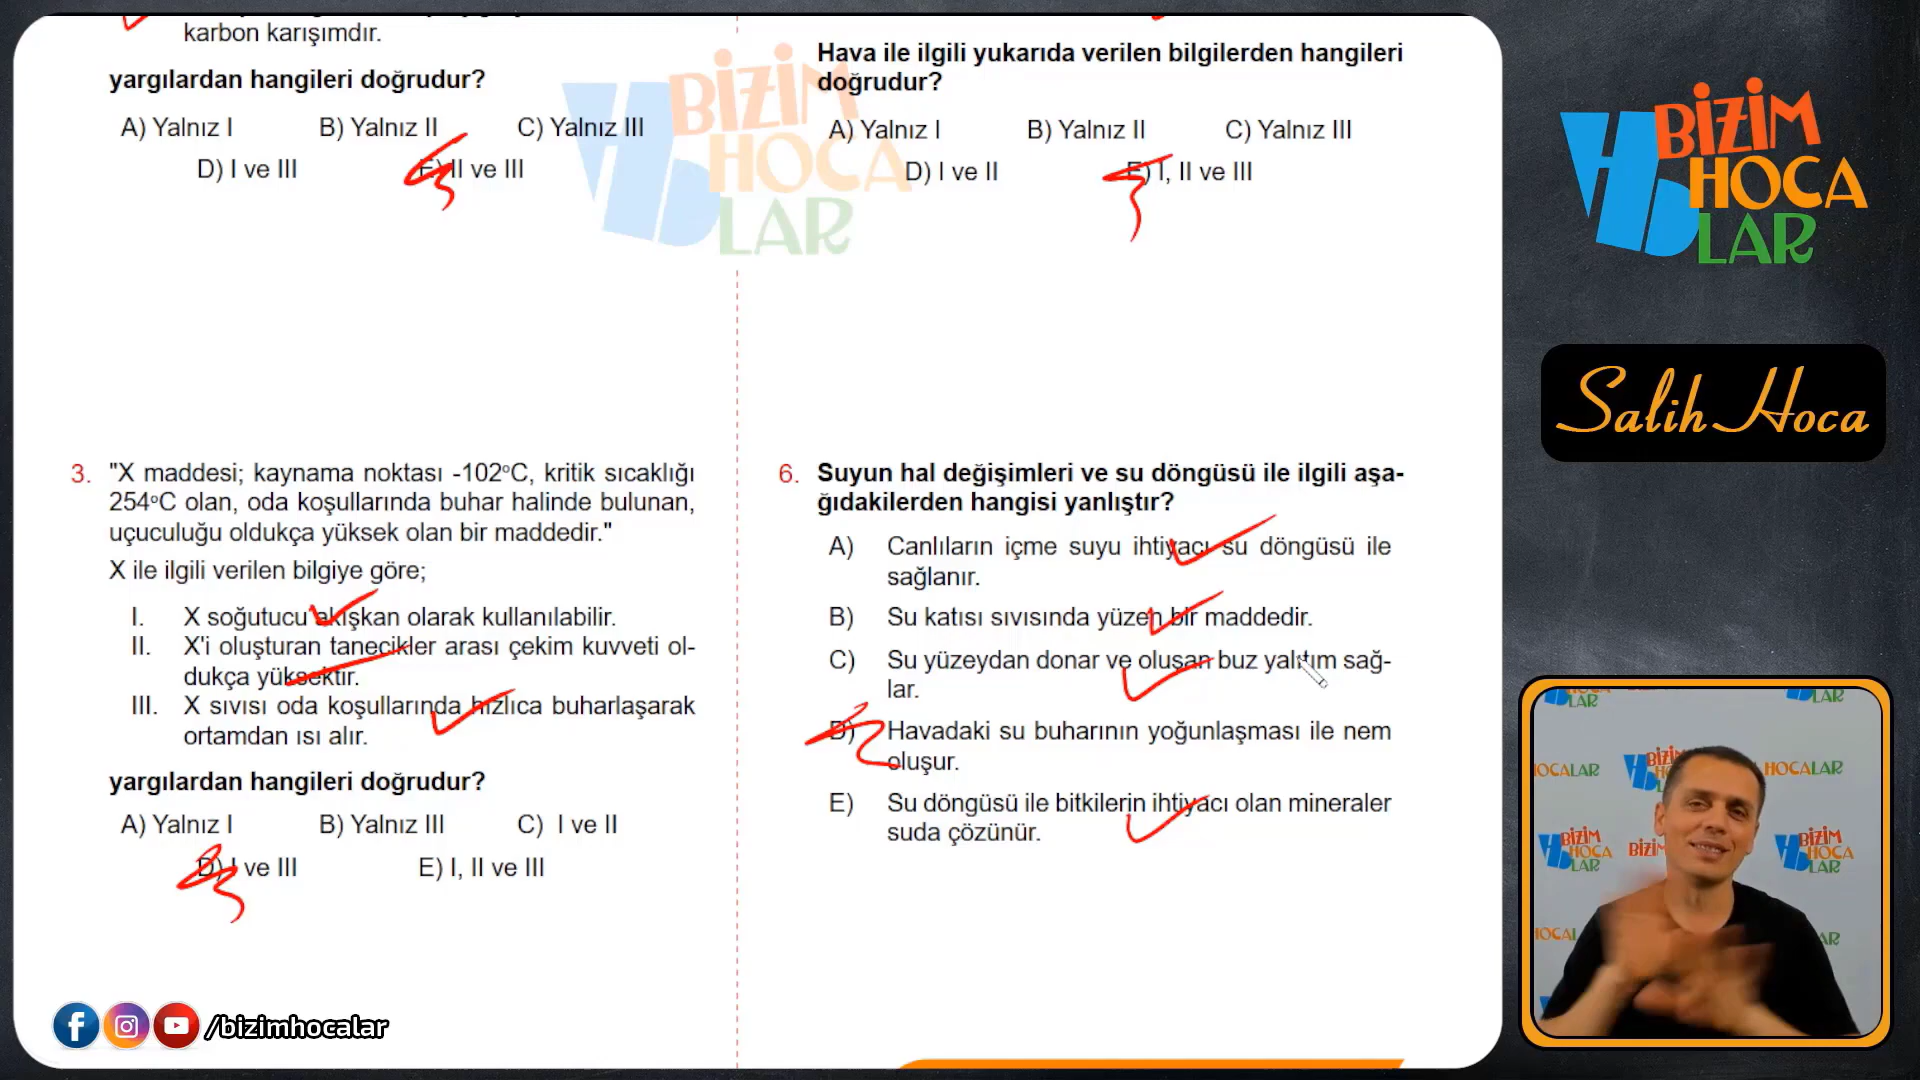 karbon karışımdır.
yargılardan hangileri doğrudur?
A) Yalnız I B) Yalnız II C) Yalnız III
D) I ve III E) II ve III
3. "X maddesi; kaynama noktası -102°C, kritik sıcaklığı
254°C olan, oda koşullarında buhar halinde bulunan,
uçuculuğu oldukça yüksek olan bir maddedir."
X ile ilgili verilen bilgiye göre;
I. X soğutucu akışkan olarak kullanılabilir.
II. X'i oluşturan tanecikler arası çekim kuvveti ol-
dukça yüksektir.
III. X sıvısı oda koşullarında hızlıca buharlaşarak
ortamdan ısı alır.
yargılardan hangileri doğrudur?
A) Yalnız I B) Yalnız III C) I ve II
D) I ve III E) I, II ve III
Hava ile ilgili yukarıda verilen bilgilerden hangileri
doğrudur?
A) Yalnız I B) Yalnız II C) Yalnız III
D) I ve II E) I, II ve III
6. Suyun hal değişimleri ve su döngüsü ile ilgili aşa-
ğıdakilerden hangisi yanlıştır?
A) Canlıların içme suyu ihtiyacı su döngüsü ile
sağlanır.
B) Su katısı sıvısında yüzen bir maddedir.
C) Su yüzeydan donar ve oluşan buz yalıtım sağ-
lar.
D) Havadaki su buharının yoğunlaşması ile nem
oluşur.
E) Su döngüsü ile bitkilerin ihtiyacı olan mineraler
suda çözünür.
BİZİM
HOCA
LAR
BİZİM
HOCA
LAR
Salih Hoca
/bizimhocalar